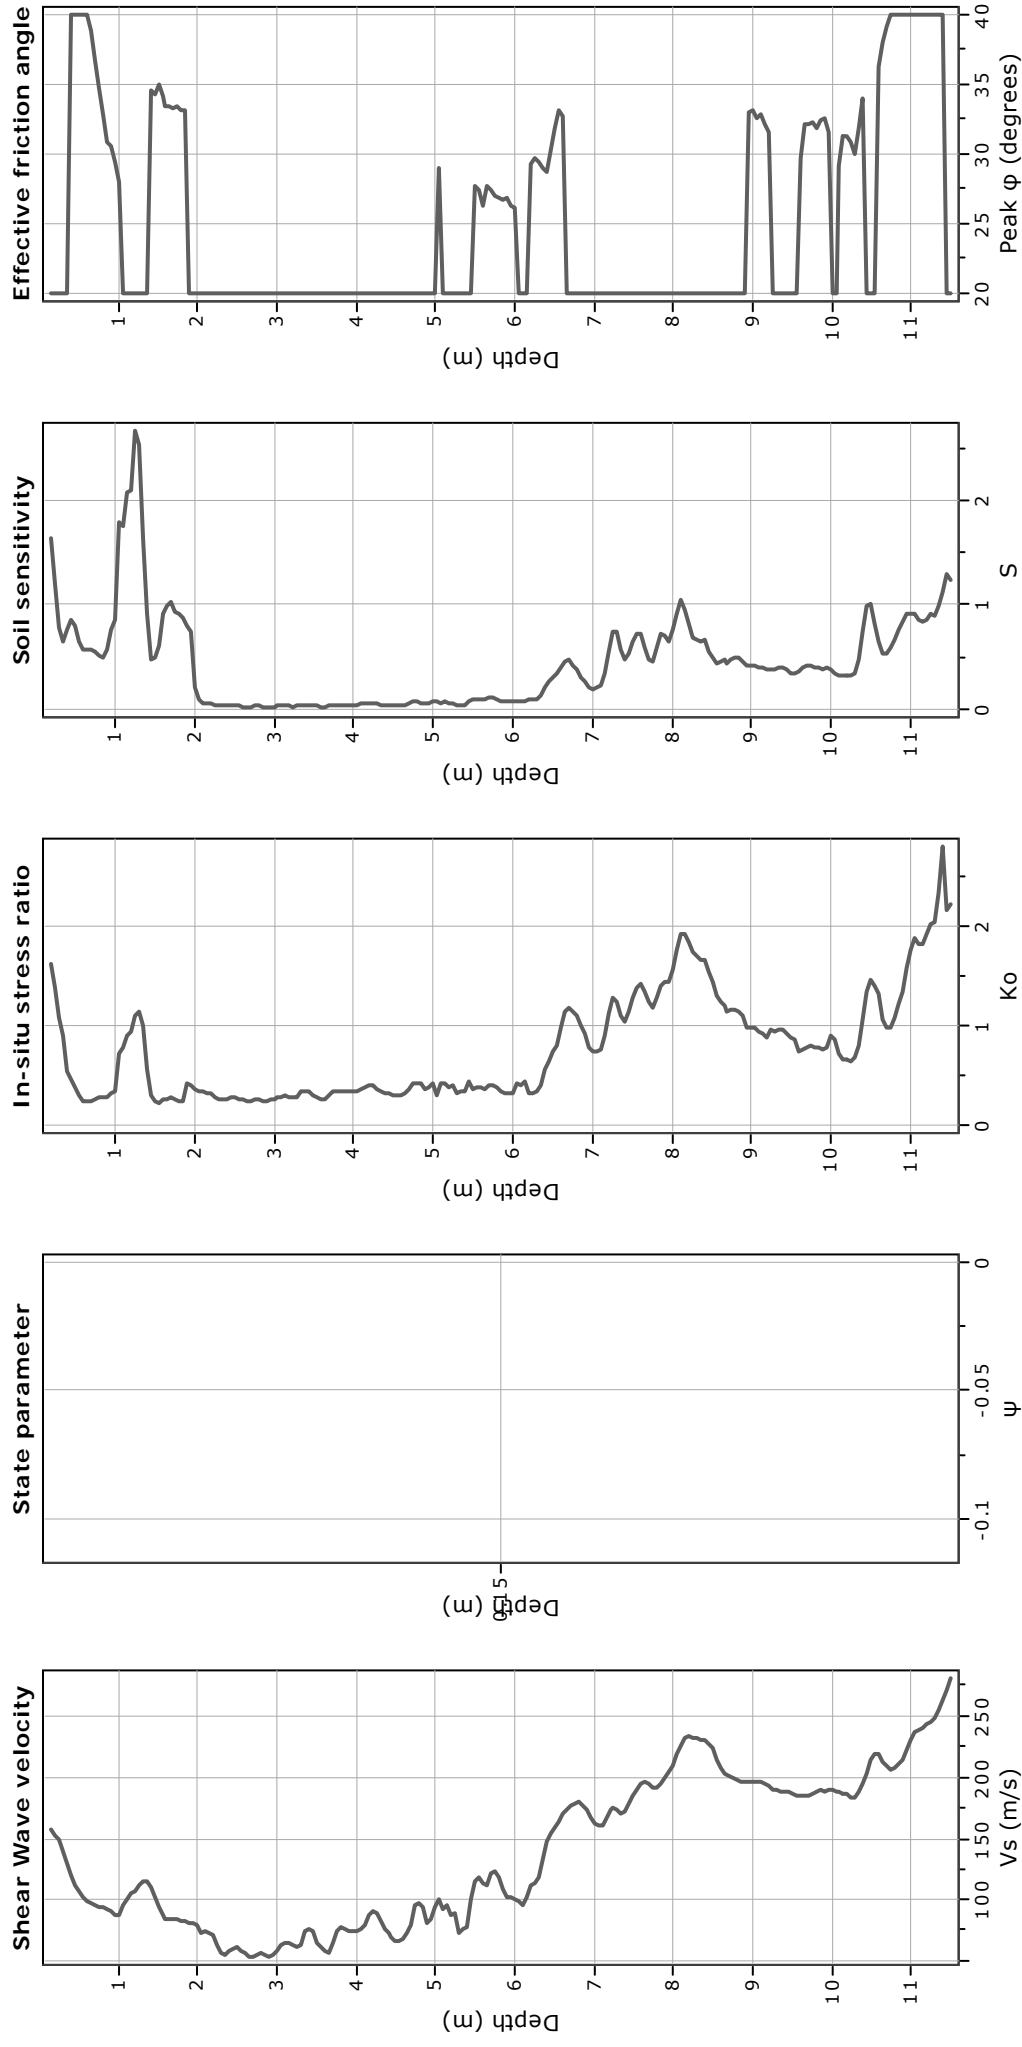 Shear Wave velocity
Depth (m)
1
2
3
4
5
6
7
8
9
10
11
100 150 200 250
Vs (m/s)
State parameter
Depth (m)
0.15
-0.1 -0.05 0
ψ
In-situ stress ratio
Depth (m)
1
2
3
4
5
6
7
8
9
10
11
0 1 2
Ko
Soil sensitivity
Depth (m)
1
2
3
4
5
6
7
8
9
10
11
0 1 2
S
Effective friction angle
Depth (m)
1
2
3
4
5
6
7
8
9
10
11
20 25 30 35 40
Peak φ (degrees)